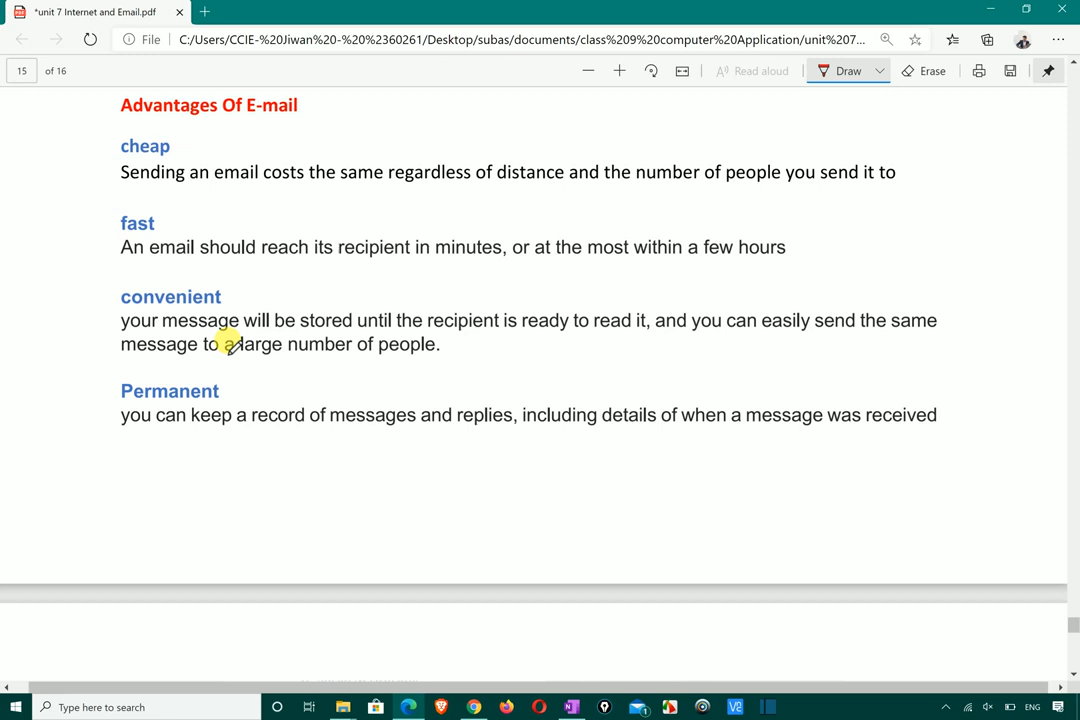 *unit 7 Internet and Email.pdf
File
C:/Users/CCIE-%20Jiwan%20-%20%2360261/Desktop/subas/documents/class%209%20computer%20Application/unit%207...
15 of 16
Read aloud
Draw
Erase
Advantages Of E-mail
cheap
Sending an email costs the same regardless of distance and the number of people you send it to
fast
An email should reach its recipient in minutes, or at the most within a few hours
convenient
your message will be stored until the recipient is ready to read it, and you can easily send the same
message to a large number of people.
Permanent
you can keep a record of messages and replies, including details of when a message was received
Type here to search
ENG